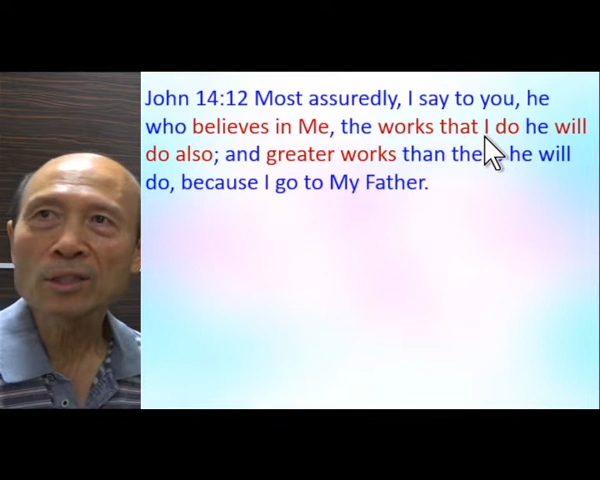 John 14:12 Most assuredly, I say to you, he
who believes in Me, the works that I do he will
do also; and greater works than he will
do, because I go to My Father.